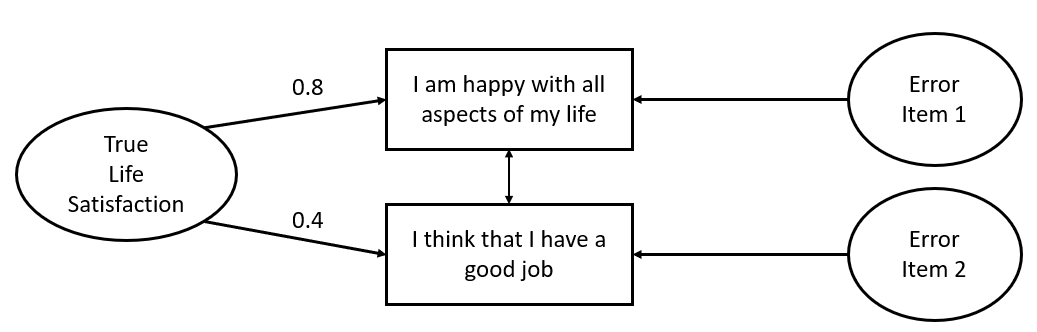 True
Life
Satisfaction
0.8
0.4
I am happy with all
aspects of my life
I think that I have a
good job
Error
Item 1
Error
Item 2